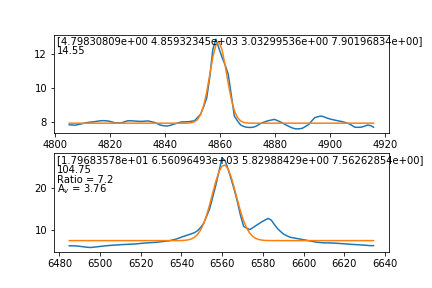 [4.79830809e+00 4.85932345e+03 3.03299536e+00 7.90196834e+00]
14.55
12
10
8
4800 4820 4840 4860 4880 4900 4920
[1.79683578e+01 6.56096493e+03 5.82988429e+00 7.56262854e+00]
104.75
Ratio = 7.2
Av = 3.76
20
10
6480 6500 6520 6540 6560 6580 6600 6620 6640